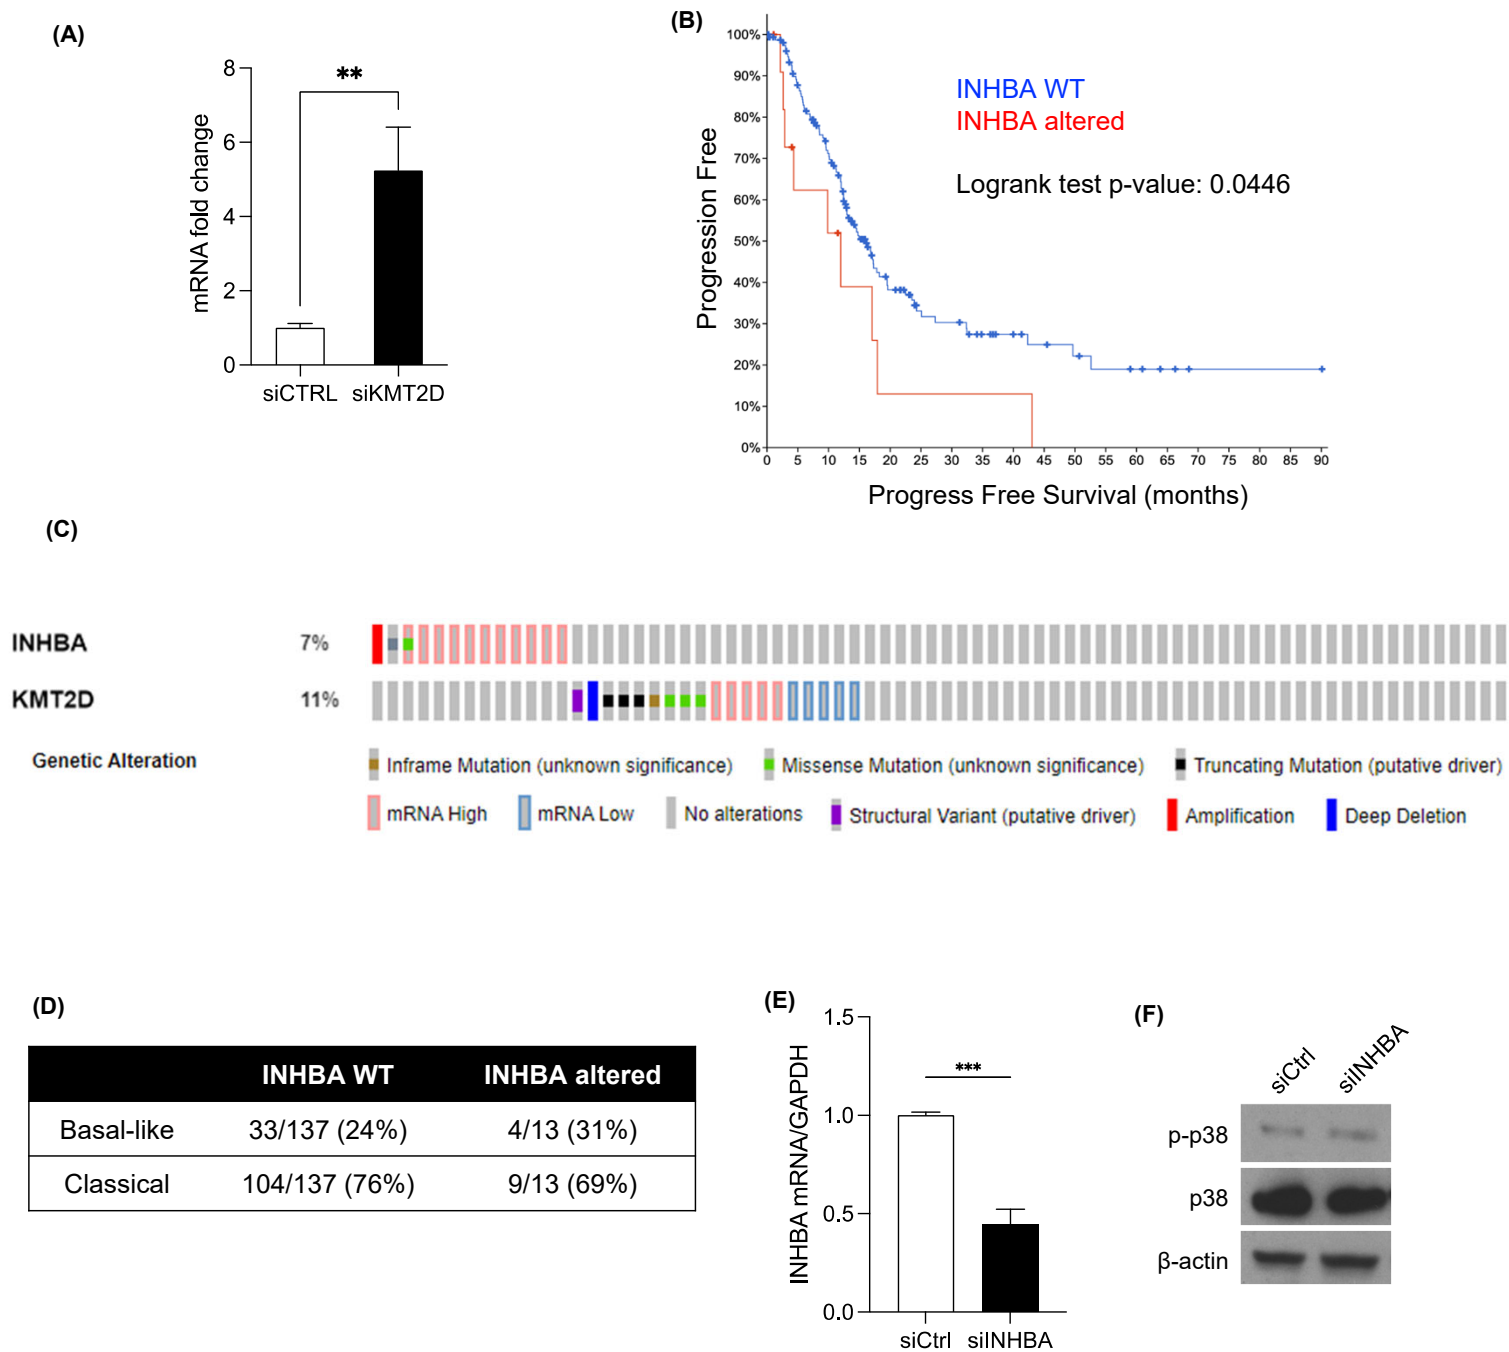 (A)
**
mRNA fold change
8
6
4
2
0
siCTRL siKMT2D
(B)
Progression Free
100%
90%
80%
70%
60%
50%
40%
30%
20%
10%
0%
INHBA WT
INHBA altered
Logrank test p-value: 0.0446
0 5 10 15 20 25 30 35 40 45 50 55 60 65 70 75 80 85 90
Progress Free Survival (months)
(C)
INHBA 7%
KMT2D 11%
Genetic Alteration
Inframe Mutation (unknown significance) Missense Mutation (unknown significance) Truncating Mutation (putative driver)
mRNA High mRNA Low No alterations Structural Variant (putative driver) Amplification Deep Deletion
(D)
INHBA WT INHBA altered
Basal-like 33/137 (24%) 4/13 (31%)
Classical 104/137 (76%) 9/13 (69%)
(E)
INHBA mRNA/GAPDH
1.5
1.0
0.5
0.0
***
siCtrl siINHBA
(F)
siCtrl siINHBA
p-p38
p38
β-actin